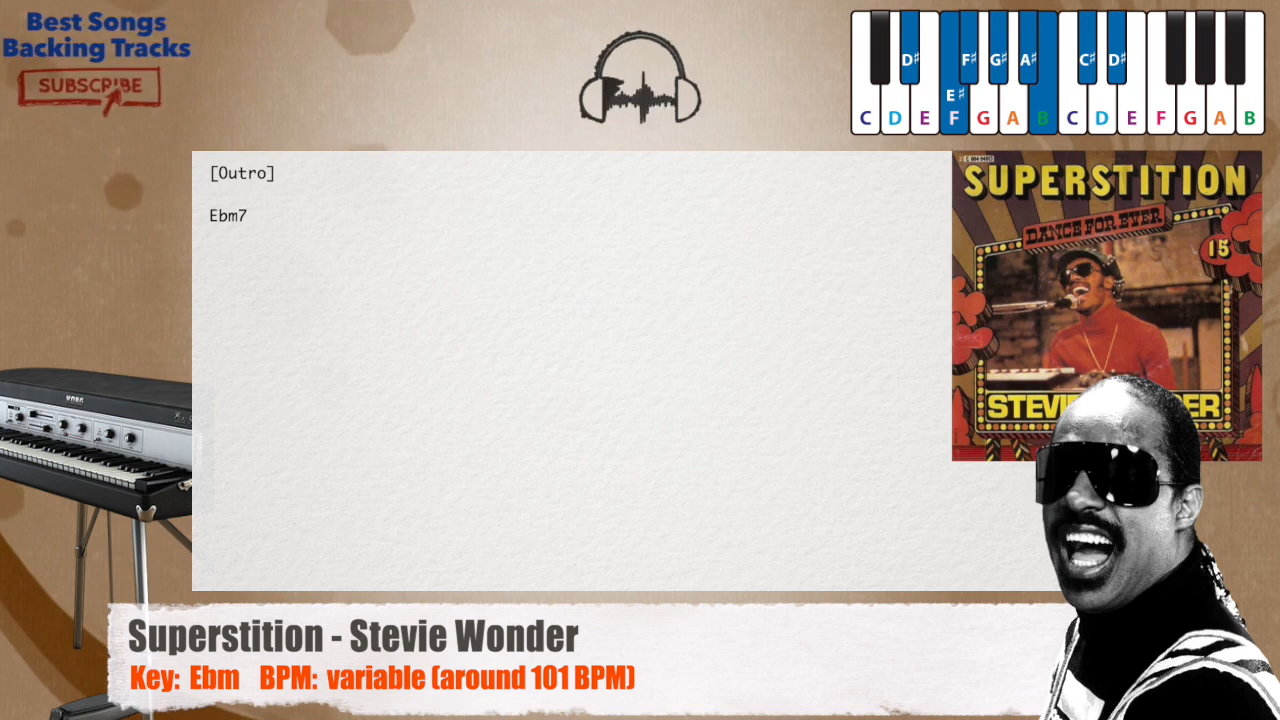 Best Songs
Backing Tracks
SUBSCRIBE
D♯ F♯ G♯ A♯ C♯ D♯
E♯
C D E F G A B C D E F G A B
[Outro]
Ebm7
SUPERSTITION
DANCE FOR EVER
15
KORG
Superstition - Stevie Wonder
Key: Ebm BPM: variable (around 101 BPM)